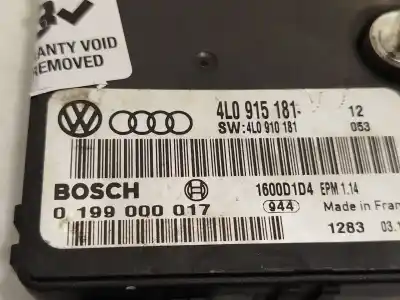 ANTY VOID
REMOVED
4L0 915 181
12
SW:4L0 910 181
053
BOSCH
1600D1D4 EPM 1.14
0 199 000 017
944
Made in Fran
1283
03.1